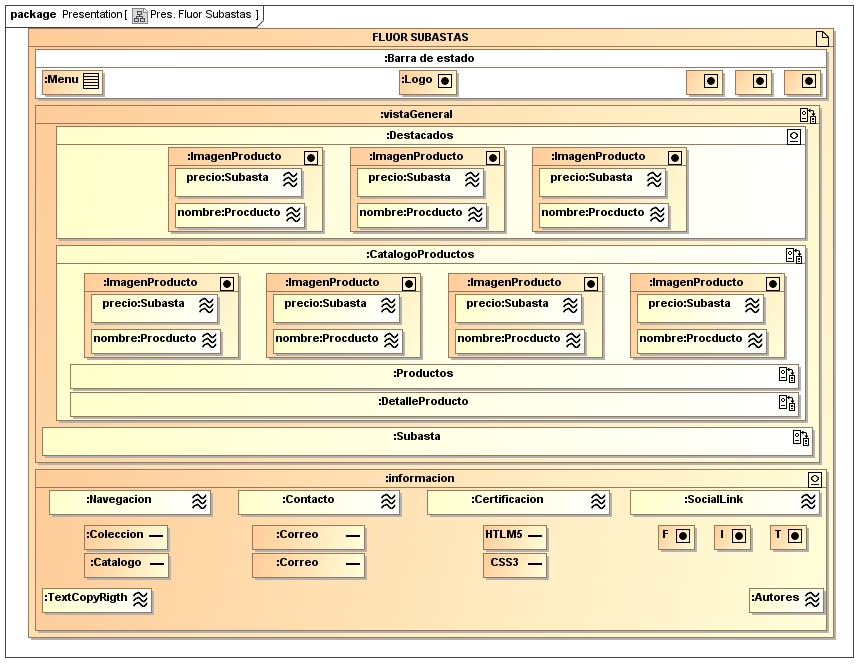 package Presentation[ Pres. Fluor Subastas ]
FLUOR SUBASTAS
:Barra de estado
:Menu :Logo
:vistaGeneral
:Destacados
:ImagenProducto :ImagenProducto :ImagenProducto
precio:Subasta precio:Subasta precio:Subasta
nombre:Procducto nombre:Procducto nombre:Procducto
:CatalogoProductos
:ImagenProducto :ImagenProducto :ImagenProducto :ImagenProducto
precio:Subasta precio:Subasta precio:Subasta precio:Subasta
nombre:Procducto nombre:Procducto nombre:Procducto nombre:Procducto
:Productos
:DetalleProducto
:Subasta
:informacion
:Navegacion :Contacto :Certificacion :SocialLink
:Coleccion :Correo HTLM5 F I T
:Catalogo :Correo CSS3
:TextCopyRigth :Autores